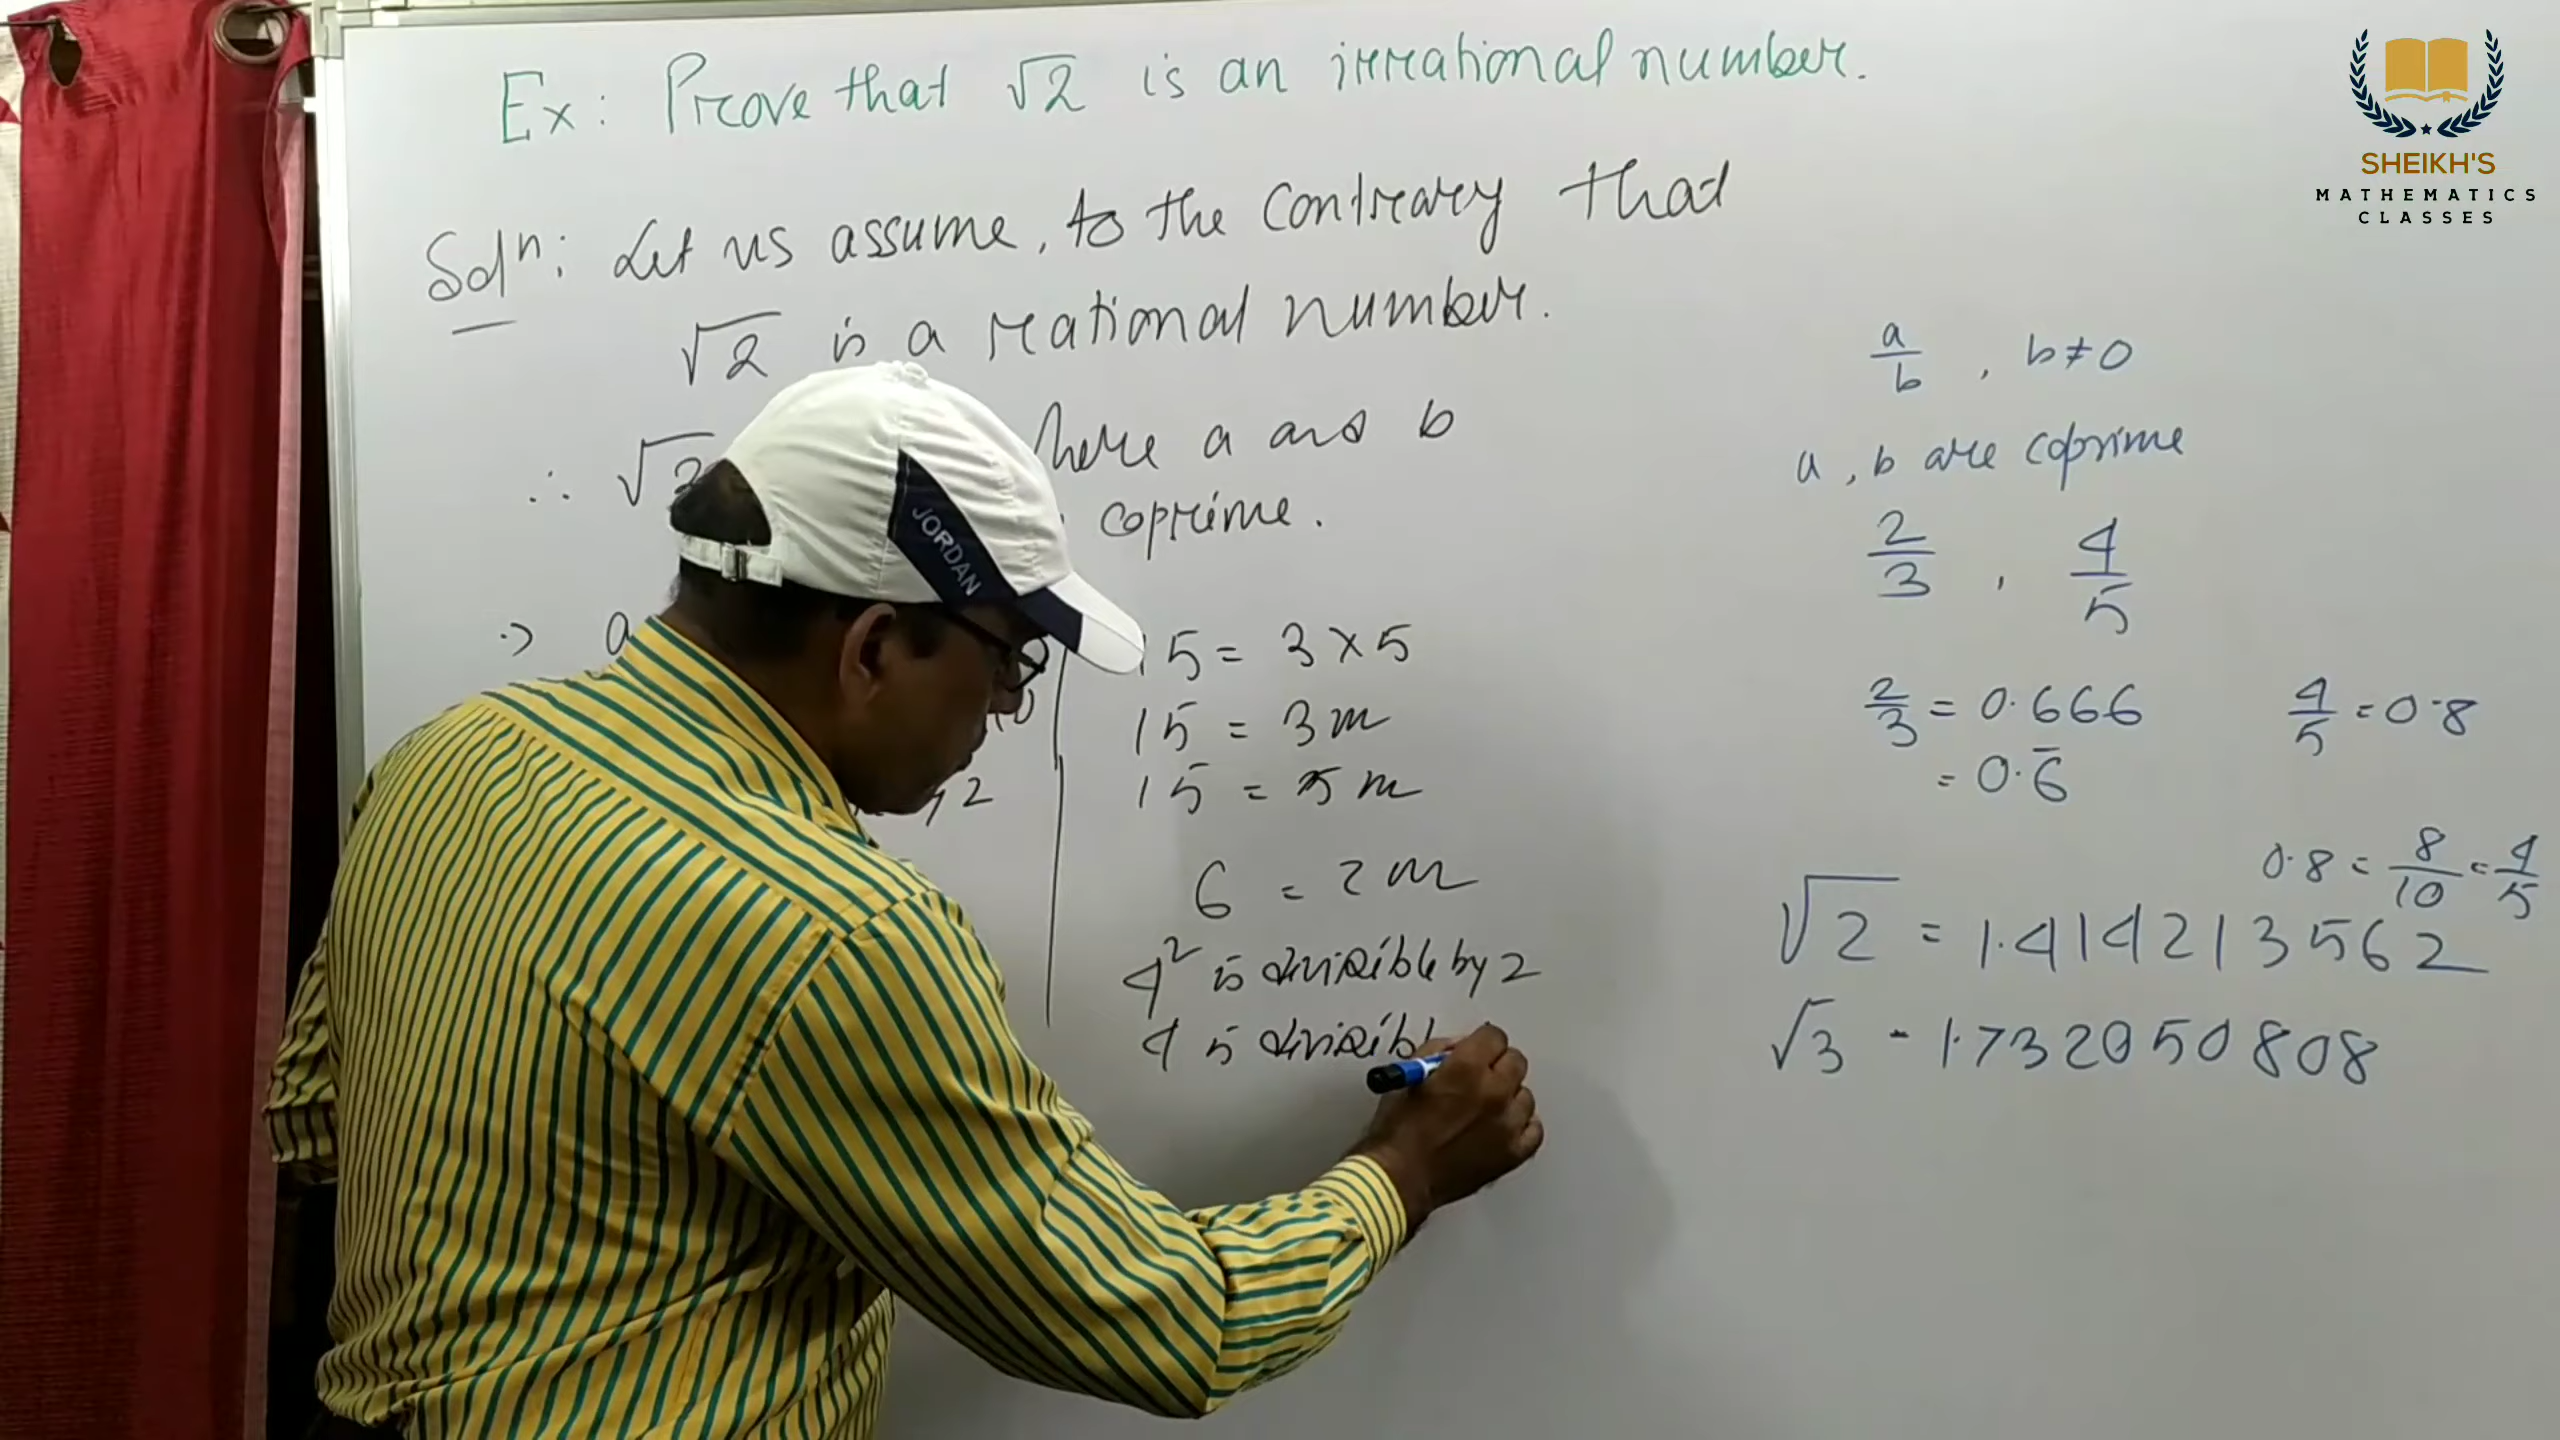 Ex: Prove that √2 is an irrational number.
Solⁿ: Let us assume, to the contrary that
√2 is a rational number.
∴ √2 here a and b
coprime.
a
2
15 = 3 × 5
15 = 3m
15 = 5m
6 = 2m
4² is divisible by 2
4 is divisib
a/b , b ≠ 0
a , b are coprime
2/3 , 4/5
2/3 = 0.666 4/5 = 0.8
= 0.6̅
0.8 = 8/10 = 4/5
√2 = 1.414213562
√3 - 1.732050808
JORDAN
SHEIKH'S
MATHEMATICS
CLASSES